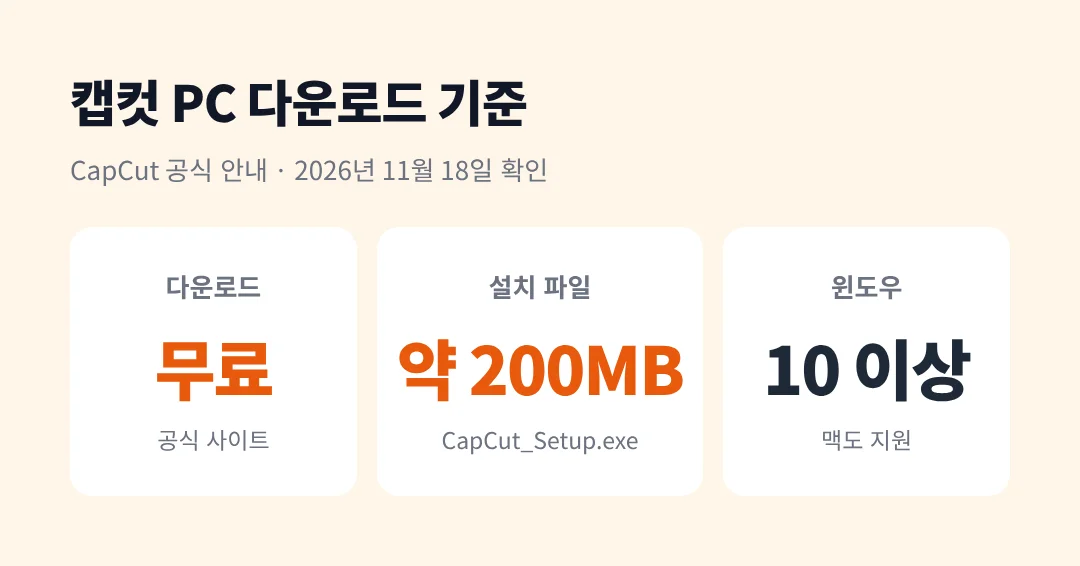 캡컷 PC 다운로드 기준
CapCut 공식 안내 · 2026년 11월 18일 확인
다운로드
무료
공식 사이트
설치 파일
약 200MB
CapCut_Setup.exe
윈도우
10 이상
맥도 지원